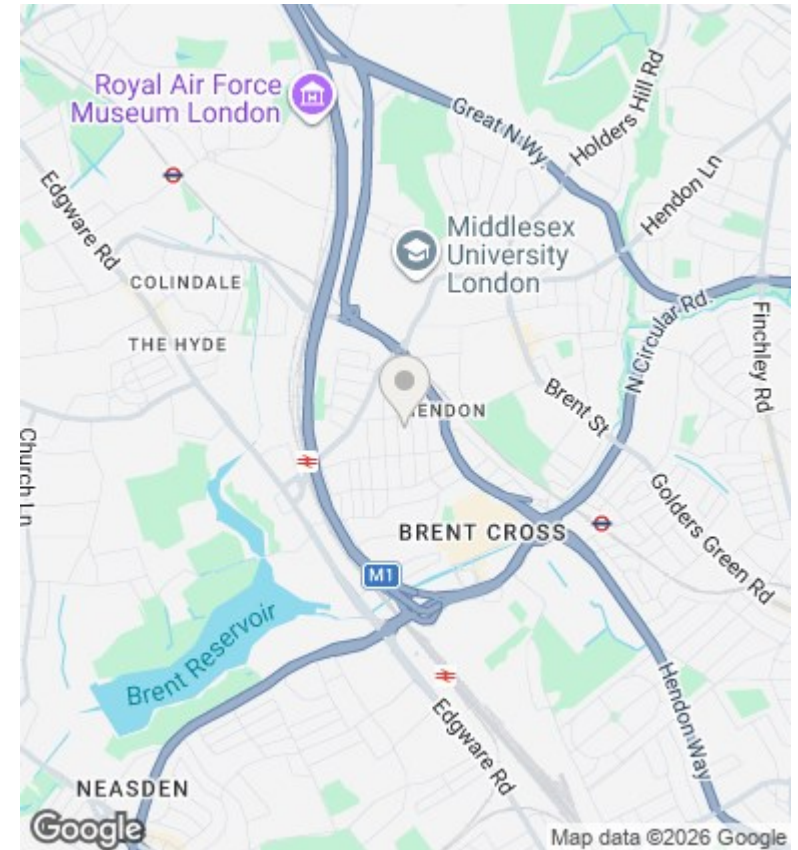 Royal Air Force
Museum London
Great N Wy.
Holders Hill Rd
Hendon Ln
Edgware Rd
Middlesex
University
London
COLINDALE
THE HYDE
N Circular Rd.
Finchley Rd
HENDON
Brent St
Church Ln
Golders Green Rd
BRENT CROSS
M1
Brent Reservoir
Edgware Rd
Hendon Way
NEASDEN
Google
Map data ©2026 Google